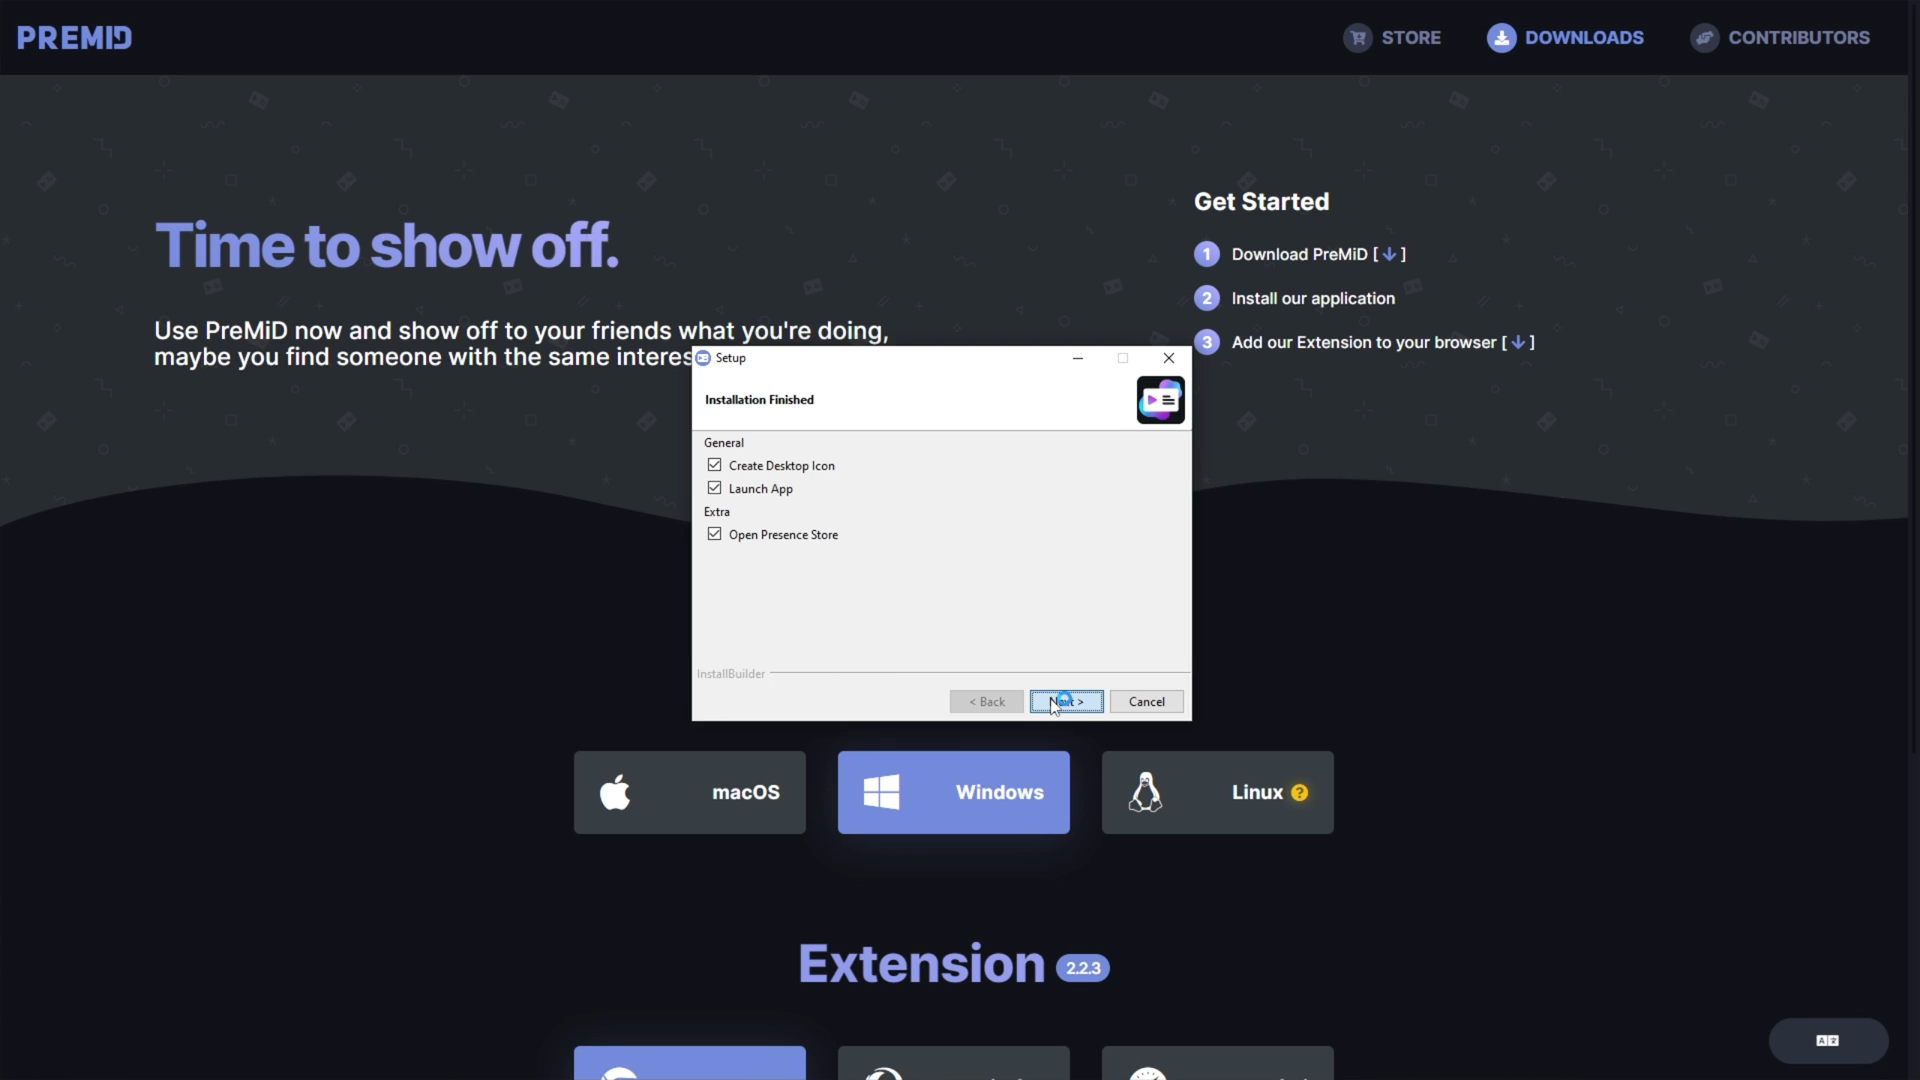 PREMID
STORE
DOWNLOADS
CONTRIBUTORS
Time to show off.
Use PreMiD now and show off to your friends what you're doing,
maybe you find someone with the same
Get Started
1 Download PreMiD [ ]
2 Install our application
3 Add our Extension to your browser [ ]
Setup
Installation Finished
General
Create Desktop Icon
Launch App
Extra
Open Presence Store
InstallBuilder
< Back
Cancel
macOS
Windows
Linux ?
Extension 2.2.3